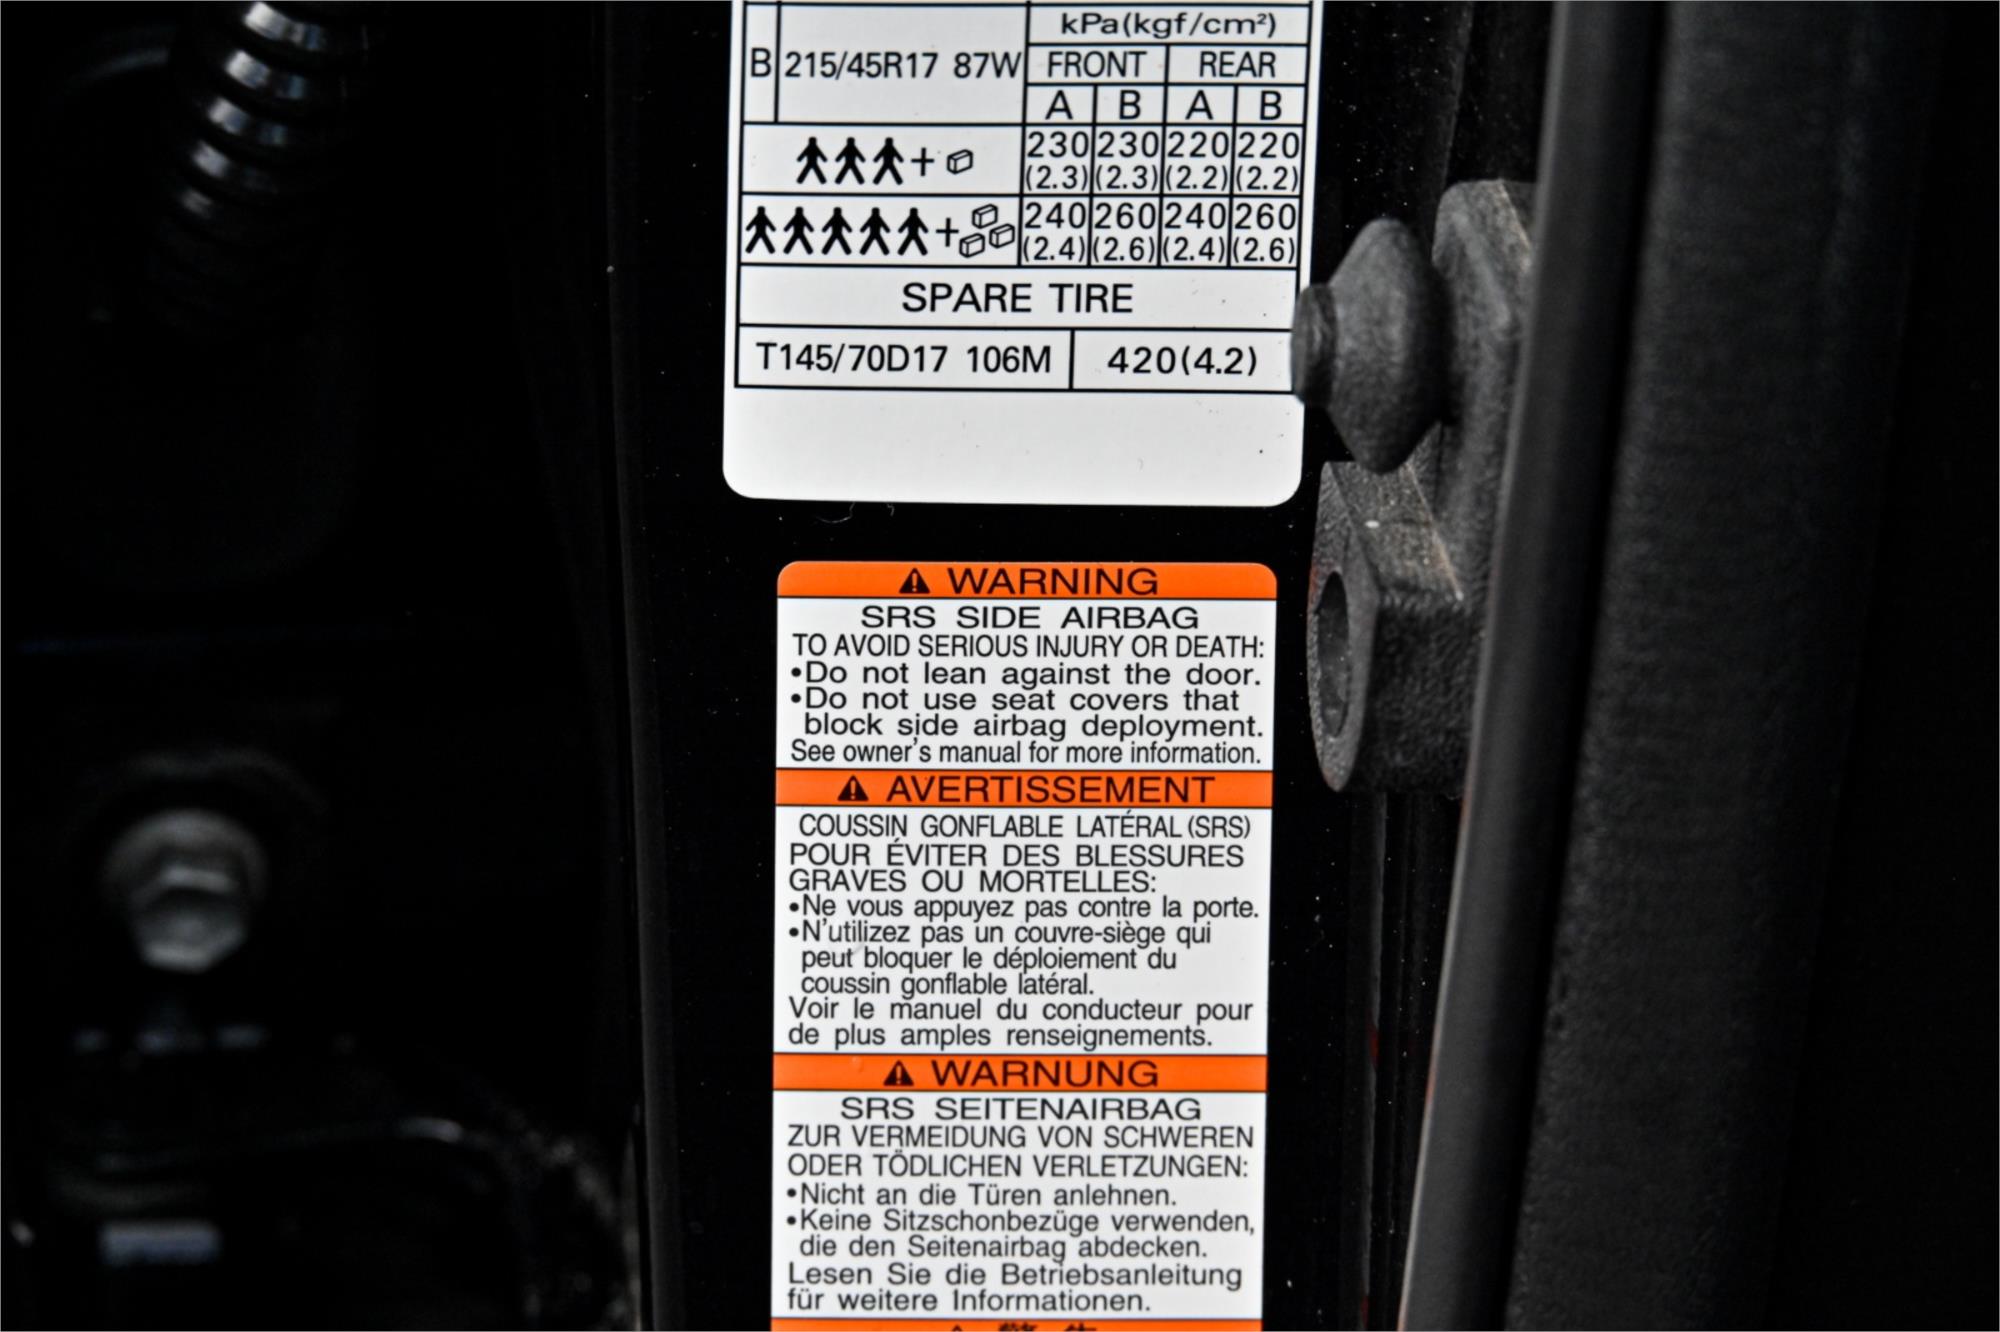 kPa(kgf/cm²)
B 215/45R17 87W FRONT REAR
A B A B
+ 230 230 220 220
(2.3) (2.3) (2.2) (2.2)
+ 240 260 240 260
(2.4) (2.6) (2.4) (2.6)
SPARE TIRE
T145/70D17 106M 420(4.2)
⚠ WARNING
SRS SIDE AIRBAG
TO AVOID SERIOUS INJURY OR DEATH:
•Do not lean against the door.
•Do not use seat covers that
block side airbag deployment.
See owner's manual for more information.
⚠ AVERTISSEMENT
COUSSIN GONFLABLE LATÉRAL (SRS)
POUR ÉVITER DES BLESSURES
GRAVES OU MORTELLES:
•Ne vous appuyez pas contre la porte.
•N'utilizez pas un couvre-siège qui
peut bloquer le déploiement du
coussin gonflable latéral.
Voir le manuel du conducteur pour
de plus amples renseignements.
⚠ WARNUNG
SRS SEITENAIRBAG
ZUR VERMEIDUNG VON SCHWEREN
ODER TÖDLICHEN VERLETZUNGEN:
•Nicht an die Türen anlehnen.
•Keine Sitzschonbezüge verwenden,
die den Seitenairbag abdecken.
Lesen Sie die Betriebsanleitung
für weitere Informationen.